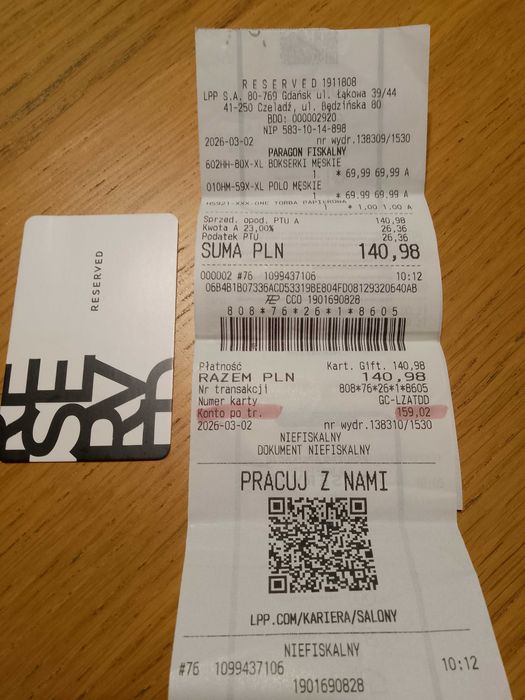 RESERVED
RE
SE
RV
ED
RESERVED 1911808
LPP S.A. 80-769 Gdańsk ul. Łąkowa 39/44
41-250 Czeladź, ul. Będzińska 80
BDO: 000002920
NIP 583-10-14-898
2026-03-02 nr wydr.138309/1530
PARAGON FISKALNY
602HH-80X-XL BOKSERKI MĘSKIE
1 * 69,99 69,99 A
010HM-59X-XL POLO MĘSKIE
1 * 69,99 69,99 A
TORBA PAPIEROWA
1 * 1,00 1,00 A
Sprzed. opod. PTU A 140,98
Kwota A 23,00% 26,36
Podatek PTU 26,36
SUMA PLN 140,98
000002 #76 1099437106 10:12
06B4B1B07336ACD53319BE804FD08129320640AB
CCO 1901690828
808*76*26*1*8605
Płatność Kart. Gift. 140,98
RAZEM PLN 140,98
Nr transakcji 808*76*26*1*8605
Numer karty GC-LZATDD
Konto po tr. 159,02
2026-03-02 nr wydr.138310/1530
NIEFISKALNY
DOKUMENT NIEFISKALNY
PRACUJ Z NAMI
LPP.COM/KARIERA/SALONY
NIEFISKALNY
#76 1099437106 10:12
1901690828